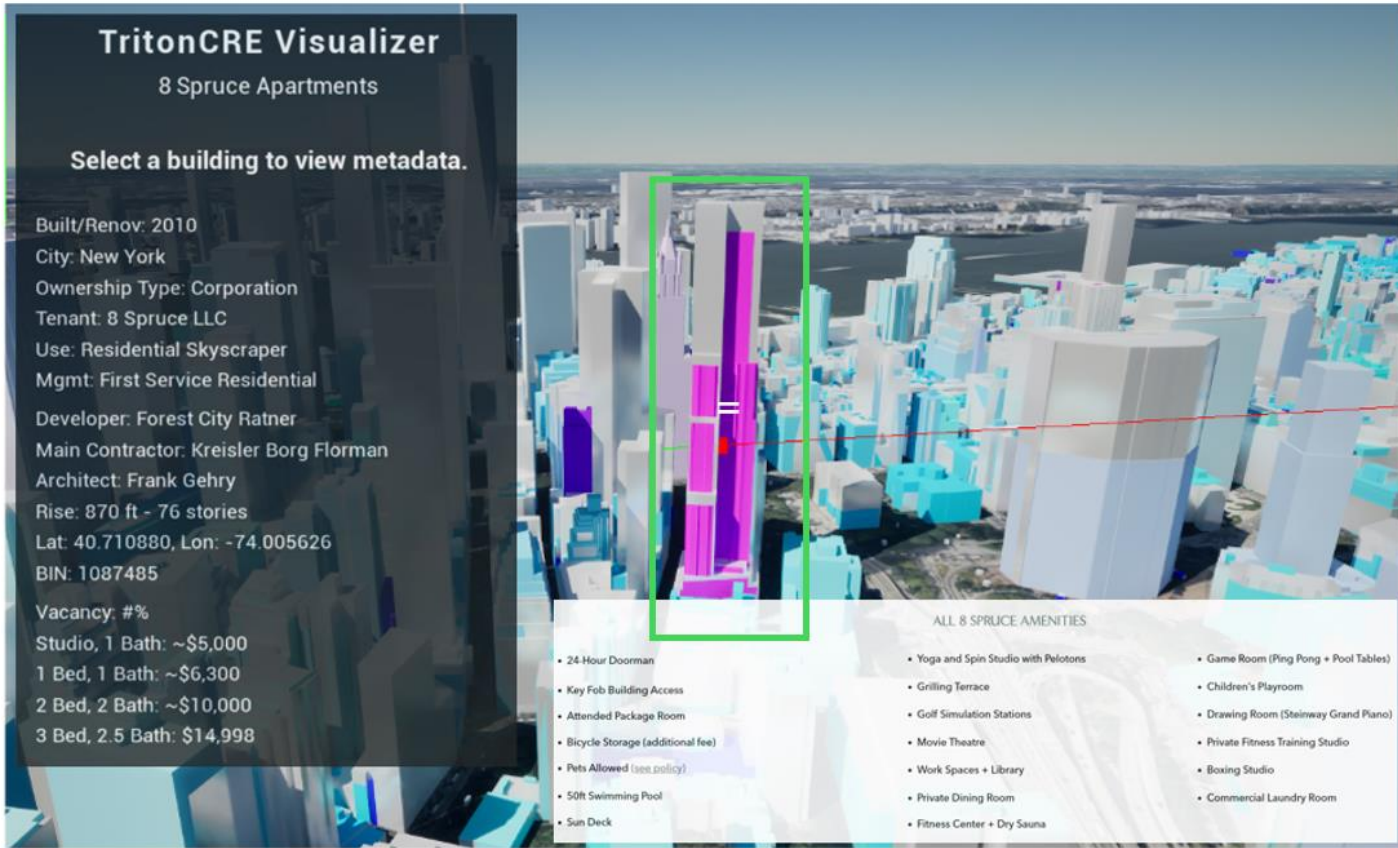 TritonCRE Visualizer
8 Spruce Apartments
Select a building to view metadata.
Built/Renov: 2010
City: New York
Ownership Type: Corporation
Tenant: 8 Spruce LLC
Use: Residential Skyscraper
Mgmt: First Service Residential
Developer: Forest City Ratner
Main Contractor: Kreisler Borg Florman
Architect: Frank Gehry
Rise: 870 ft - 76 stories
Lat: 40.710880, Lon: -74.005626
BIN: 1087485
Vacancy: #%
Studio, 1 Bath: ~$5,000
1 Bed, 1 Bath: ~$6,300
2 Bed, 2 Bath: ~$10,000
3 Bed, 2.5 Bath: $14,998
ALL 8 SPRUCE AMENITIES
• 24-Hour Doorman
• Key Fob Building Access
• Attended Package Room
• Bicycle Storage (additional fee)
• Pets Allowed (see policy)
• 50ft Swimming Pool
• Sun Deck
• Yoga and Spin Studio with Pelotons
• Grilling Terrace
• Golf Simulation Stations
• Movie Theatre
• Work Spaces + Library
• Private Dining Room
• Fitness Center + Dry Sauna
• Game Room (Ping Pong + Pool Tables)
• Children's Playroom
• Drawing Room (Steinway Grand Piano)
• Private Fitness Training Studio
• Boxing Studio
• Commercial Laundry Room